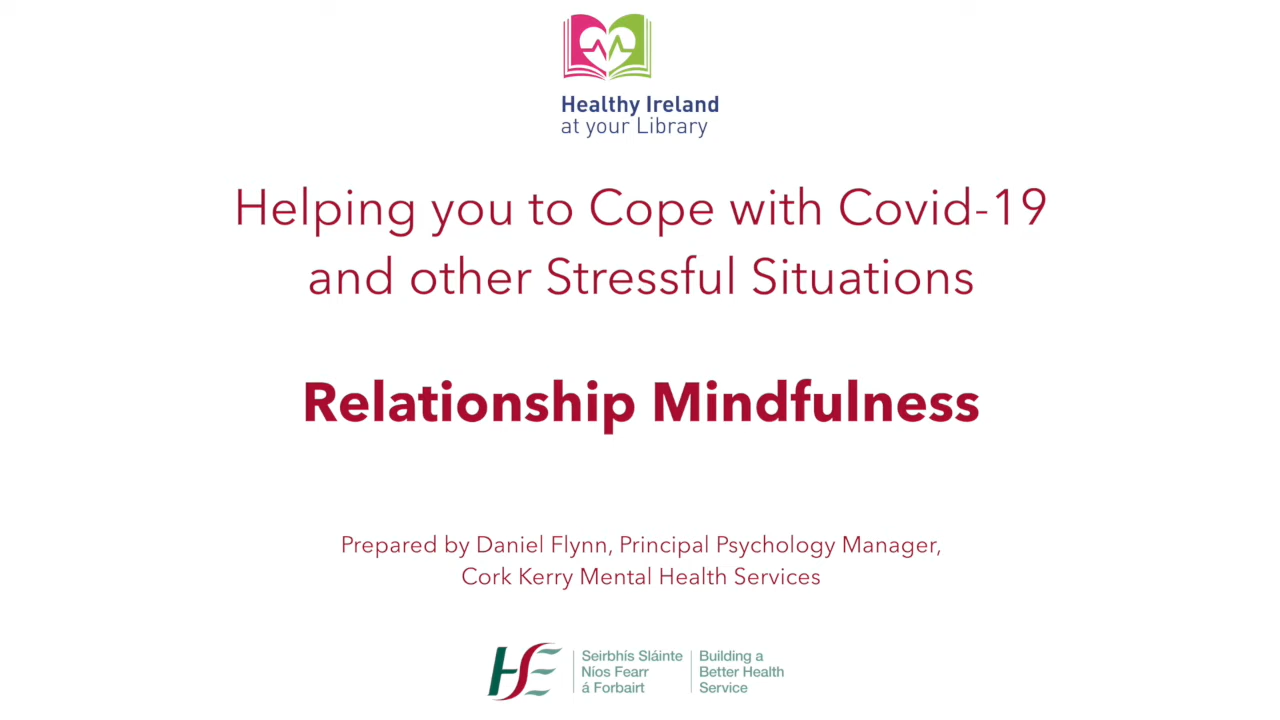 Healthy Ireland
at your Library
Helping you to Cope with Covid-19
and other Stressful Situations
Relationship Mindfulness
Prepared by Daniel Flynn, Principal Psychology Manager,
Cork Kerry Mental Health Services
HSE
Seirbhís Sláinte
Níos Fearr
á Forbairt
Building a
Better Health
Service